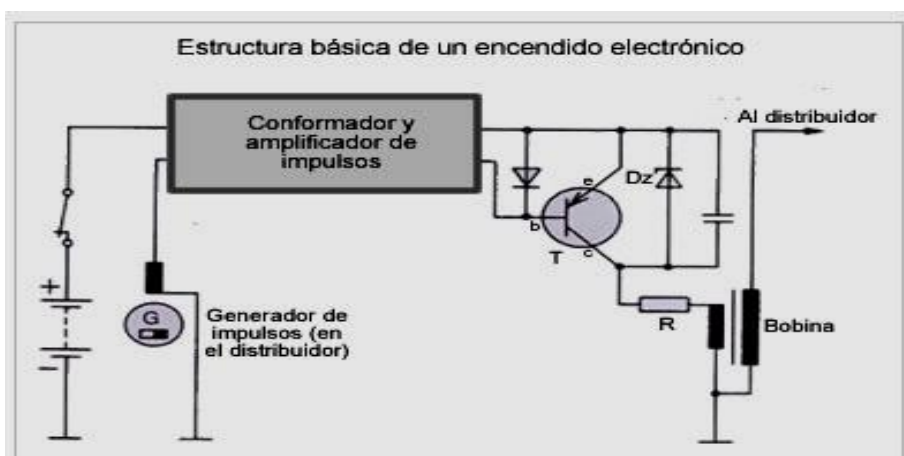 Estructura básica de un encendido electrónico
Conformador y
amplificador de
impulsos
Al distribuidor
e
Dz
b
T
c
+
G
Generador de
impulsos (en
el distribuidor)
R
Bobina
−